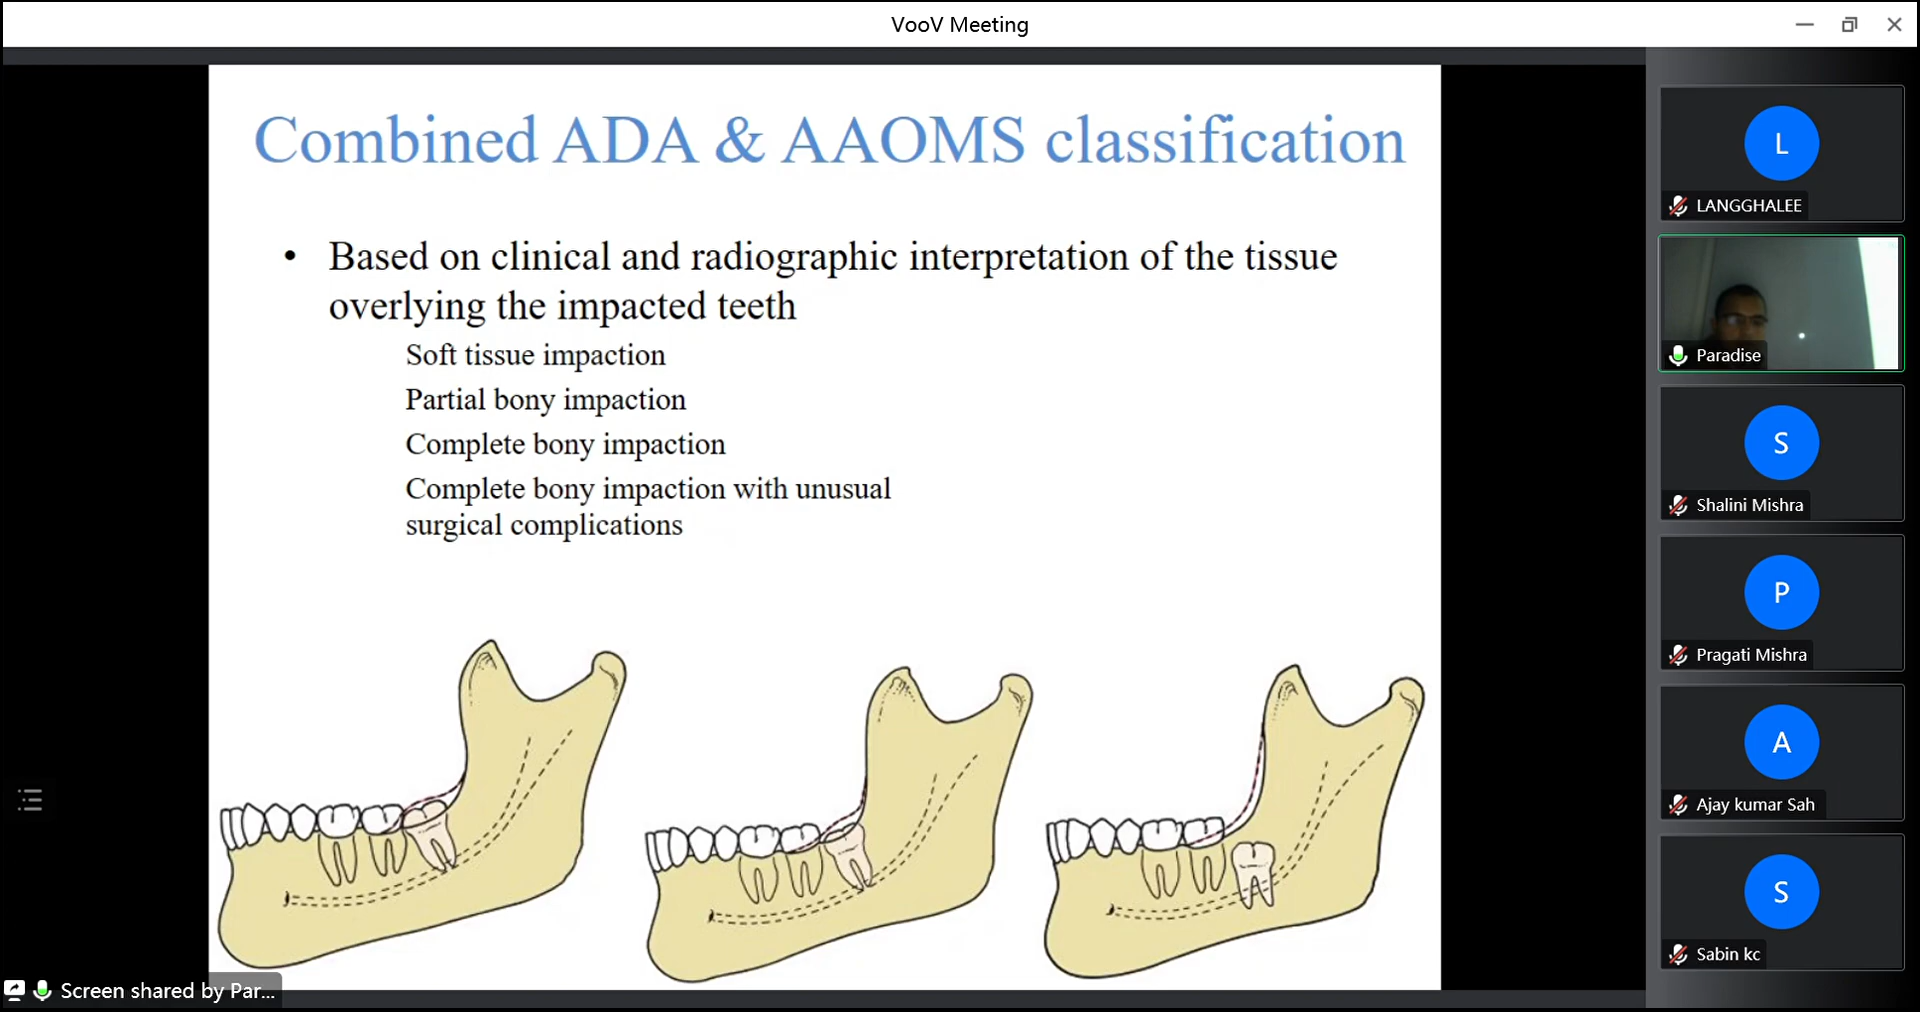 VooV Meeting
Combined ADA & AAOMS classification
• Based on clinical and radiographic interpretation of the tissue
overlying the impacted teeth
Soft tissue impaction
Partial bony impaction
Complete bony impaction
Complete bony impaction with unusual
surgical complications
Screen shared by Par...
L
LANGGHALEE
Paradise
S
Shalini Mishra
P
Pragati Mishra
A
Ajay kumar Sah
S
Sabin kc